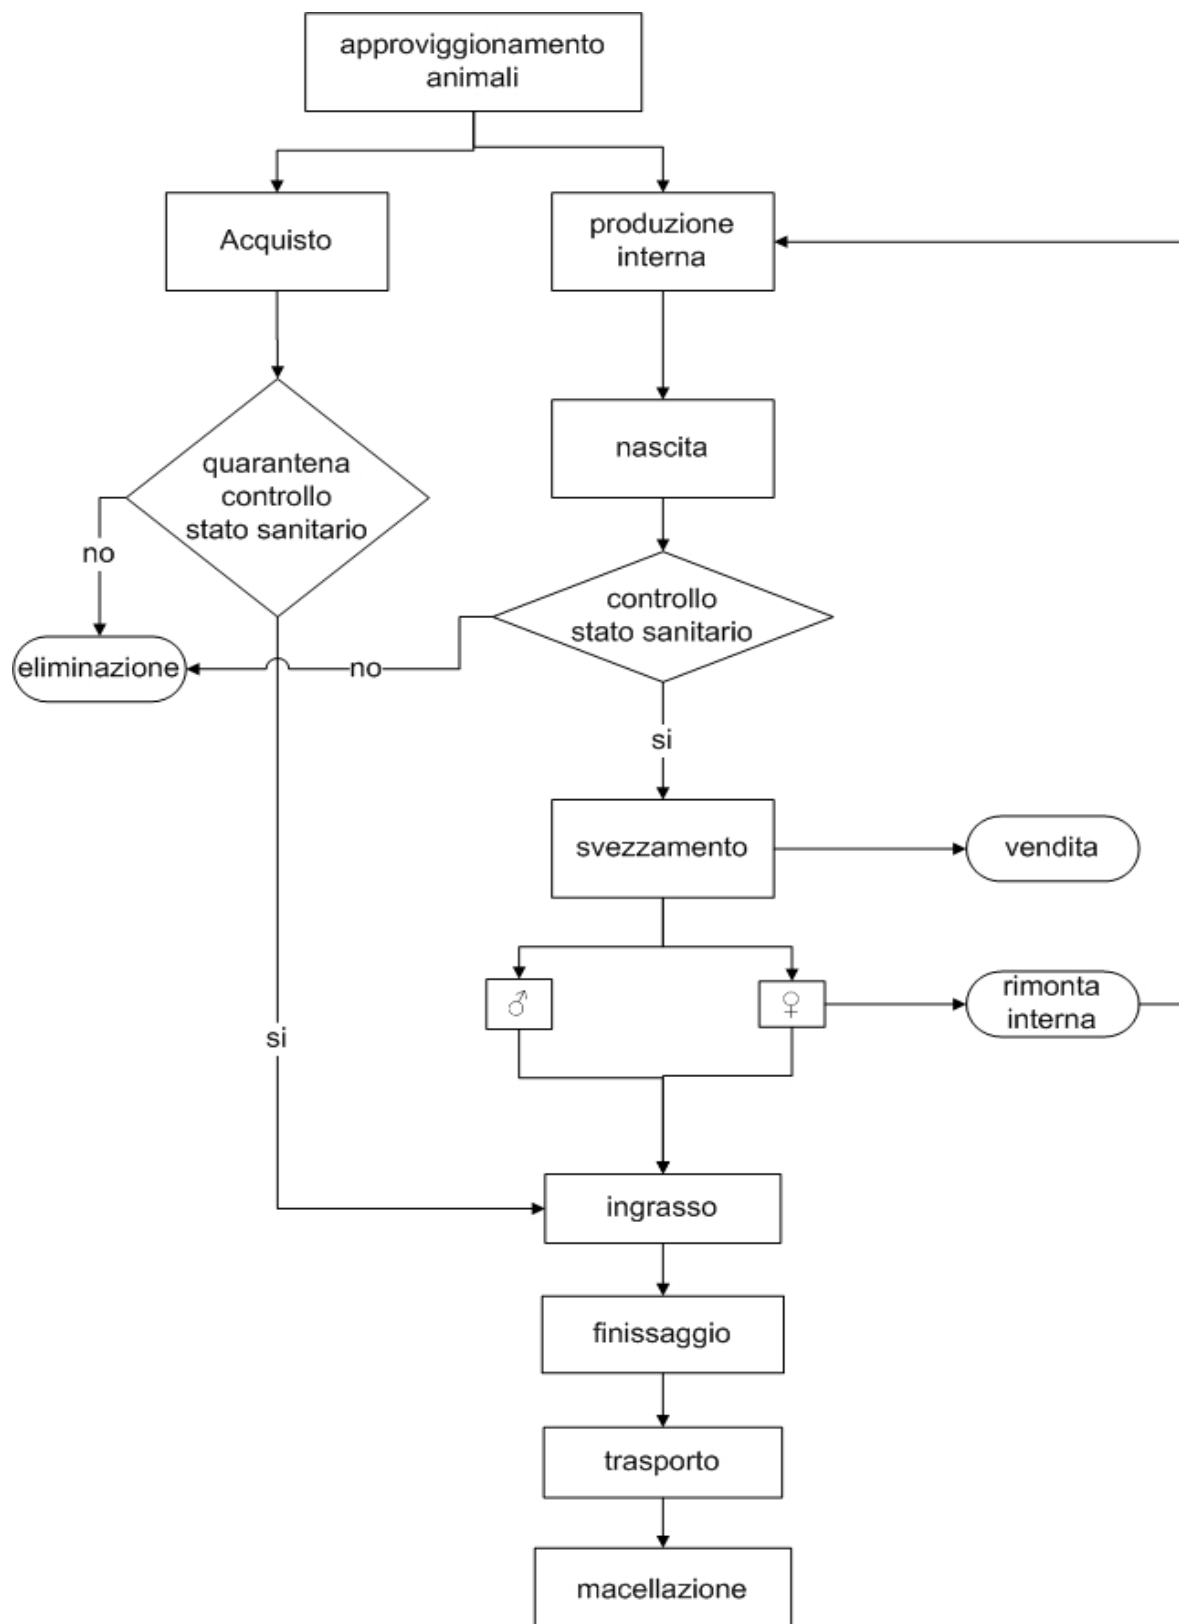 approviggionamento
animali
Acquisto
produzione
interna
quarantena
controllo
stato sanitario
nascita
no
controllo
stato sanitario
eliminazione
no
si
svezzamento
vendita
♂
♀
rimonta
interna
si
ingrasso
finissaggio
trasporto
macellazione